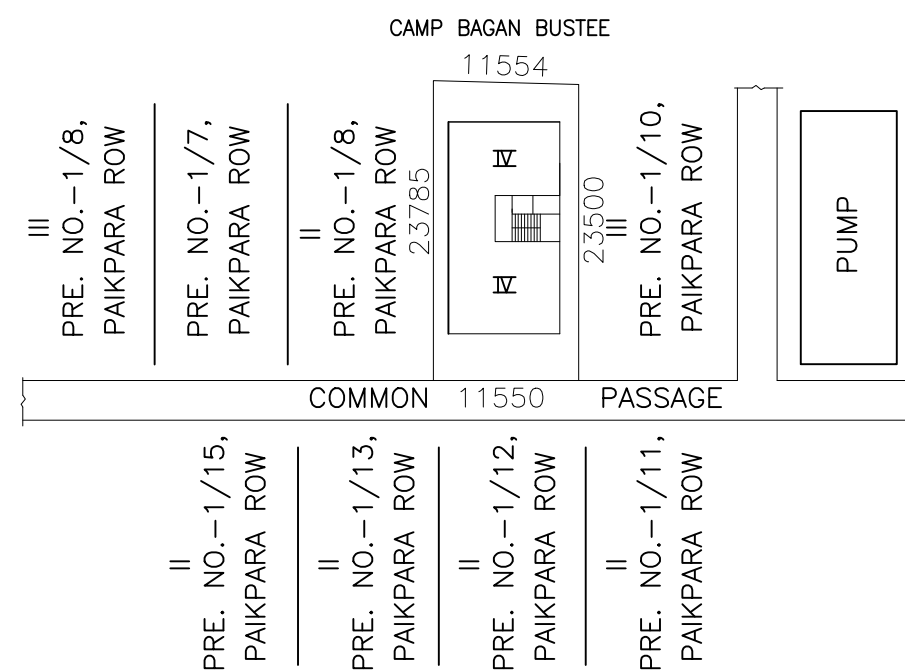 CAMP BAGAN BUSTEE
11554
III
PRE. NO.-1/8,
PAIKPARA ROW
PRE. NO.-1/7,
PAIKPARA ROW
II
PRE. NO.-1/8,
PAIKPARA ROW
23785
IV
IV
23500
III
PRE. NO.-1/10,
PAIKPARA ROW
PUMP
COMMON 11550 PASSAGE
II
PRE. NO.-1/15,
PAIKPARA ROW
II
PRE. NO.-1/13,
PAIKPARA ROW
II
PRE. NO.-1/12,
PAIKPARA ROW
II
PRE. NO.-1/11,
PAIKPARA ROW